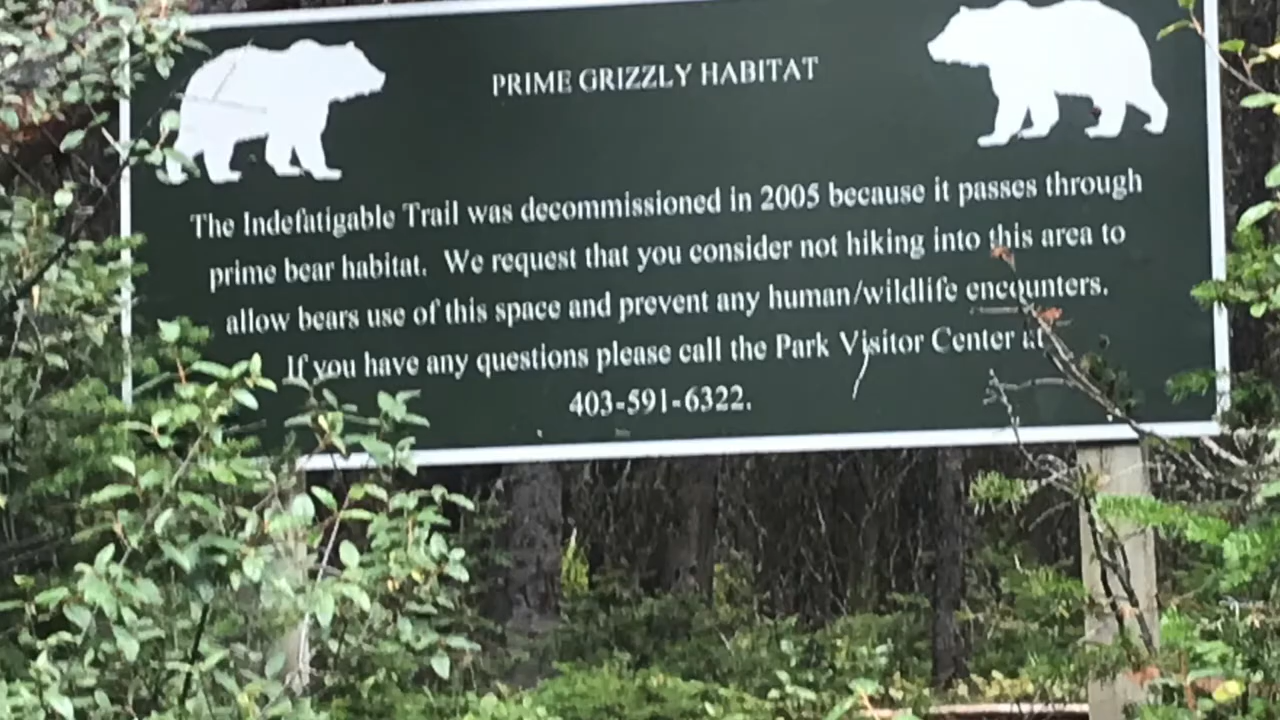 PRIME GRIZZLY HABITAT
The Indefatigable Trail was decommissioned in 2005 because it passes through
prime bear habitat. We request that you consider not hiking into this area to
allow bears use of this space and prevent any human/wildlife encounters.
If you have any questions please call the Park Visitor Center at
403-591-6322.